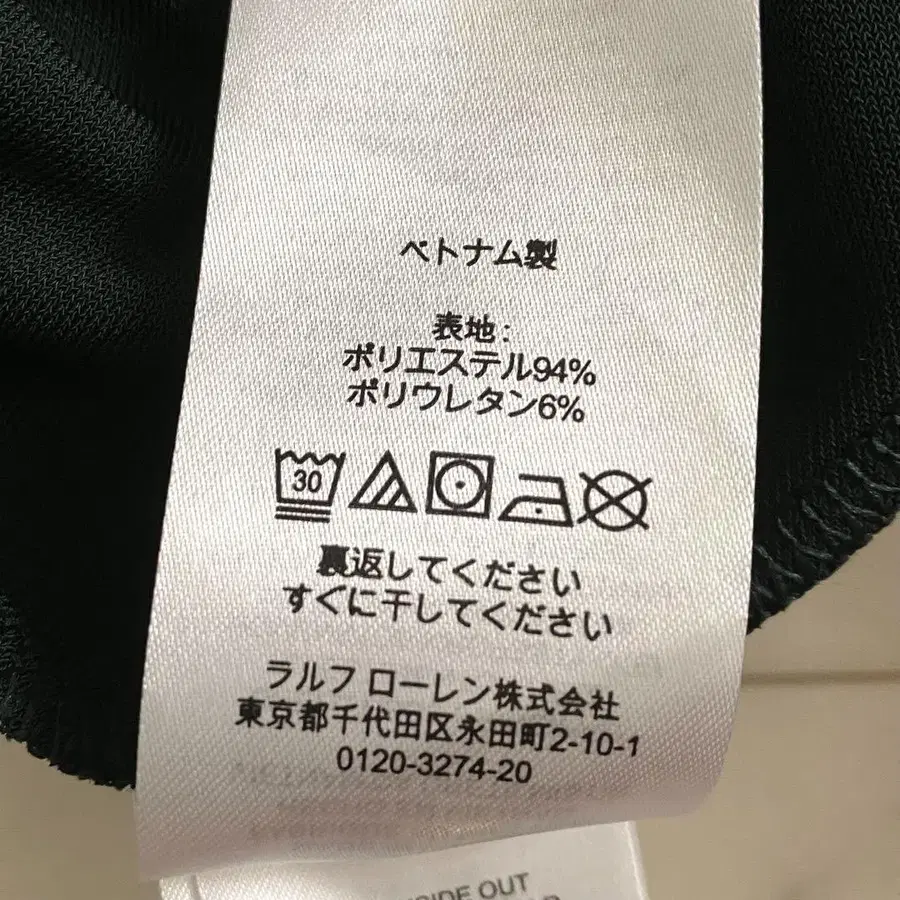 ベトナム製
表地:
ポリエステル94%
ポリウレタン6%
30
裏返してください
すぐに干してください
ラルフ ローレン株式会社
東京都千代田区永田町2-10-1
0120-3274-20
OUT